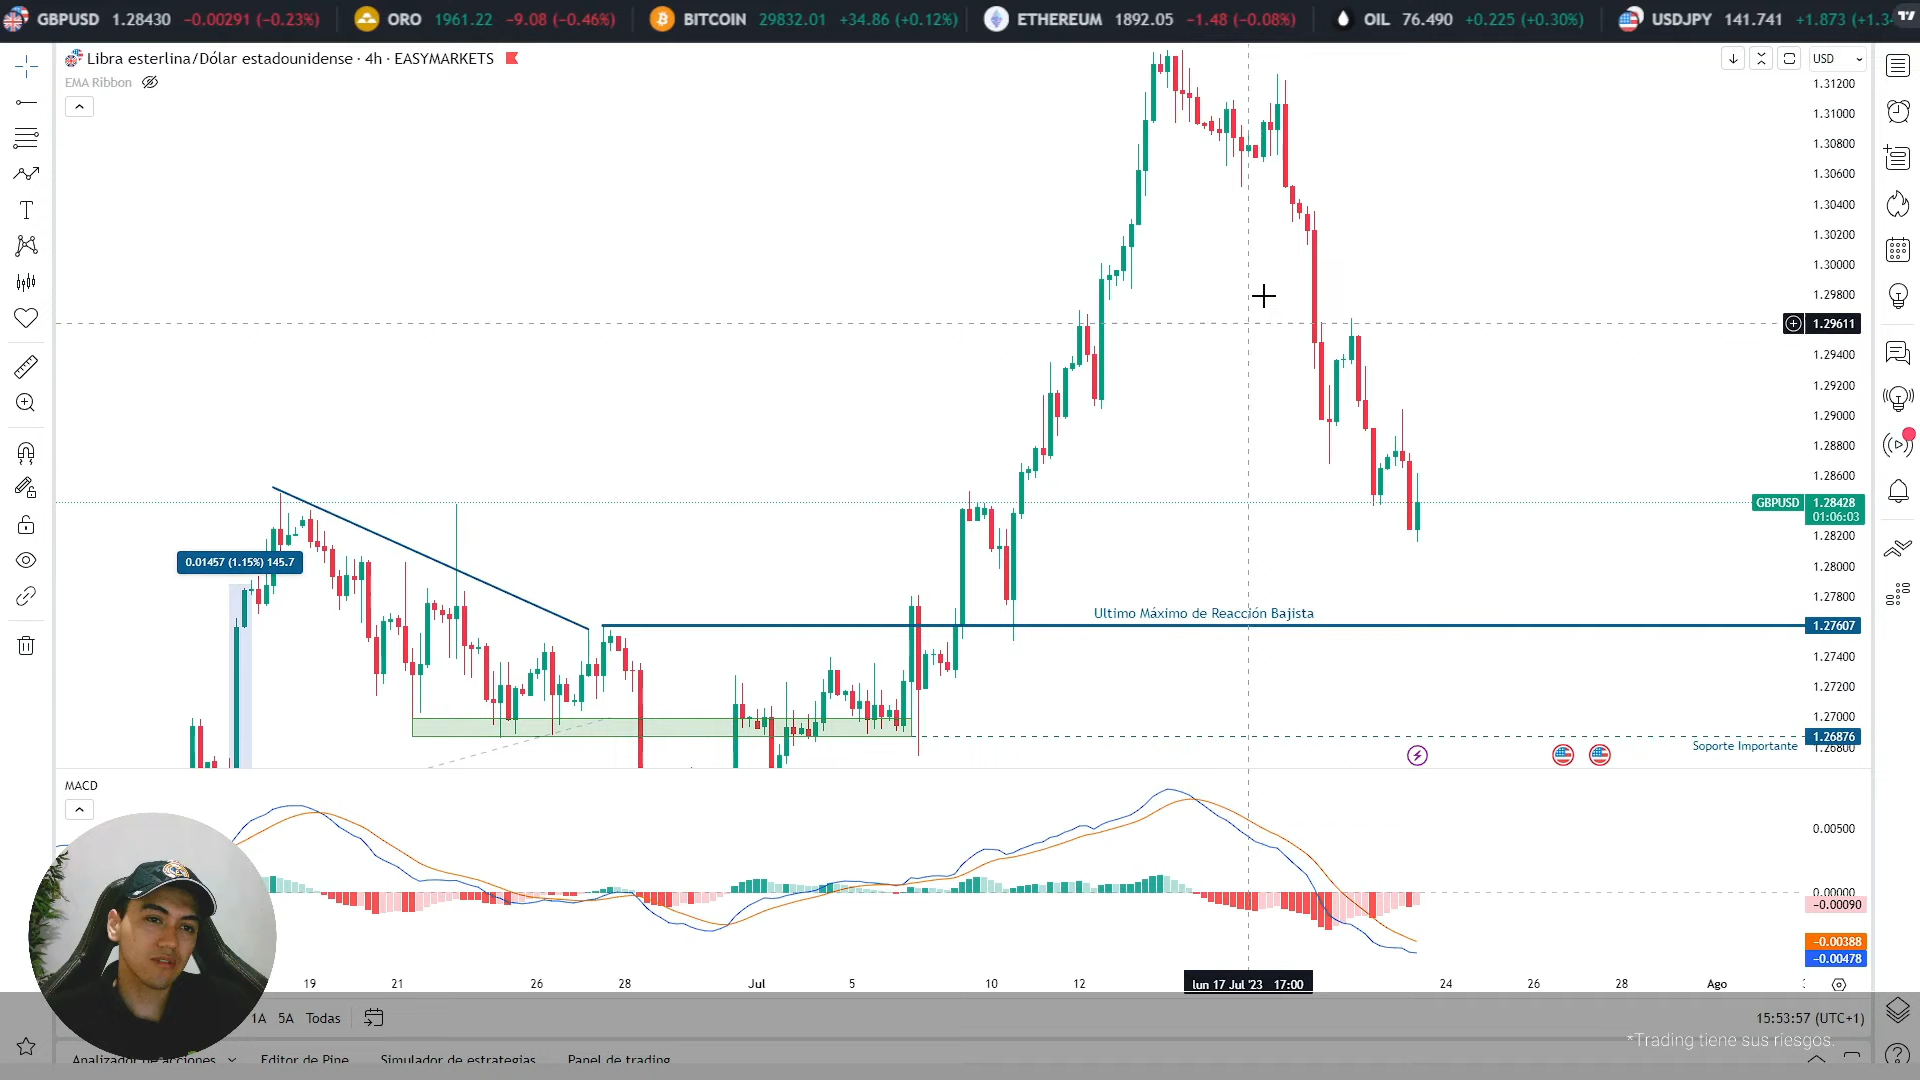 GBPUSD 1.28430 −0.00291 (−0.23%) ORO 1961.22 −9.08 (−0.46%) BITCOIN 29832.01 +34.86 (+0.12%) ETHEREUM 1892.05 −1.48 (−0.08%) OIL 76.490 +0.225 (+0.30%) USDJPY 141.741 +1.873
Libra esterlina/Dólar estadounidense · 4h · EASYMARKETS
USD
EMA Ribbon
1.31200
1.31000
1.30800
1.30600
1.30400
1.30200
1.30000
1.29800
1.29611
1.29400
1.29200
1.29000
1.28800
1.28600
GBPUSD 1.28428
01:06:03
1.28200
0.01457 (1.15%) 145.7
1.28000
1.27800
Ultimo Máximo de Reacción Bajista
1.27607
1.27400
1.27200
1.27000
1.26876
Soporte Importante
1.26800
MACD
0.00500
0.00000
−0.00090
−0.00388
−0.00478
19 21 26 28 Jul 5 10 12 lun 17 Jul '23 17:00 24 26 28 Ago
1A 5A Todas
15:53:57 (UTC+1)
*Trading tiene sus riesgos.
Analizador de acciones Editor de Pine Simulador de estrategias Panel de trading